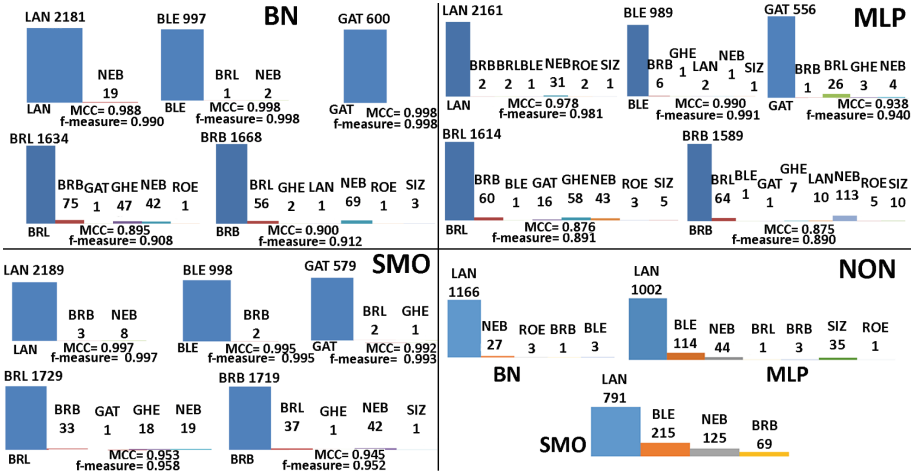 BN
LAN 2181
NEB
19
LAN
MCC= 0.988
f-measure= 0.990
BLE 997
BRL NEB
1 2
BLE
MCC= 0.998
f-measure= 0.998
GAT 600
GAT
MCC= 0.998
f-measure= 0.998
BRL 1634
BRB GAT GHE NEB ROE
75 1 47 42 1
BRL
MCC= 0.895
f-measure= 0.908
BRB 1668
BRL GHE LAN NEB ROE SIZ
56 2 1 69 1 3
BRB
MCC= 0.900
f-measure= 0.912
MLP
LAN 2161
BRB BRL BLE NEB ROE SIZ
2 2 1 31 2 1
LAN
MCC= 0.978
f-measure= 0.981
BLE 989
BRB GHE LAN NEB SIZ
6 1 2 1 1
BLE
MCC= 0.990
f-measure= 0.991
GAT 556
BRB BRL GHE NEB
1 26 3 4
GAT
MCC= 0.938
f-measure= 0.940
BRL 1614
BRB BLE GAT GHE NEB ROE SIZ
60 1 16 58 43 3 5
BRL
MCC= 0.876
f-measure= 0.891
BRB 1589
BRL BLE GAT GHE LAN NEB ROE SIZ
64 1 1 7 10 113 5 10
BRB
MCC= 0.875
f-measure= 0.890
SMO
LAN 2189
BRB NEB
3 8
LAN
MCC= 0.997
f-measure= 0.997
BLE 998
BRB
2
BLE
MCC= 0.995
f-measure= 0.995
GAT 579
BRL GHE
2 1
GAT
MCC= 0.992
f-measure= 0.993
BRL 1729
BRB GAT GHE NEB
33 1 18 19
BRL
MCC= 0.953
f-measure= 0.958
BRB 1719
BRL GHE NEB SIZ
37 1 42 1
BRB
MCC= 0.945
f-measure= 0.952
NON
LAN
1166
NEB ROE BRB BLE
27 3 1 3
BN
LAN
1002
BLE NEB BRL BRB SIZ ROE
114 44 1 3 35 1
MLP
LAN
791
BLE NEB BRB
215 125 69
SMO